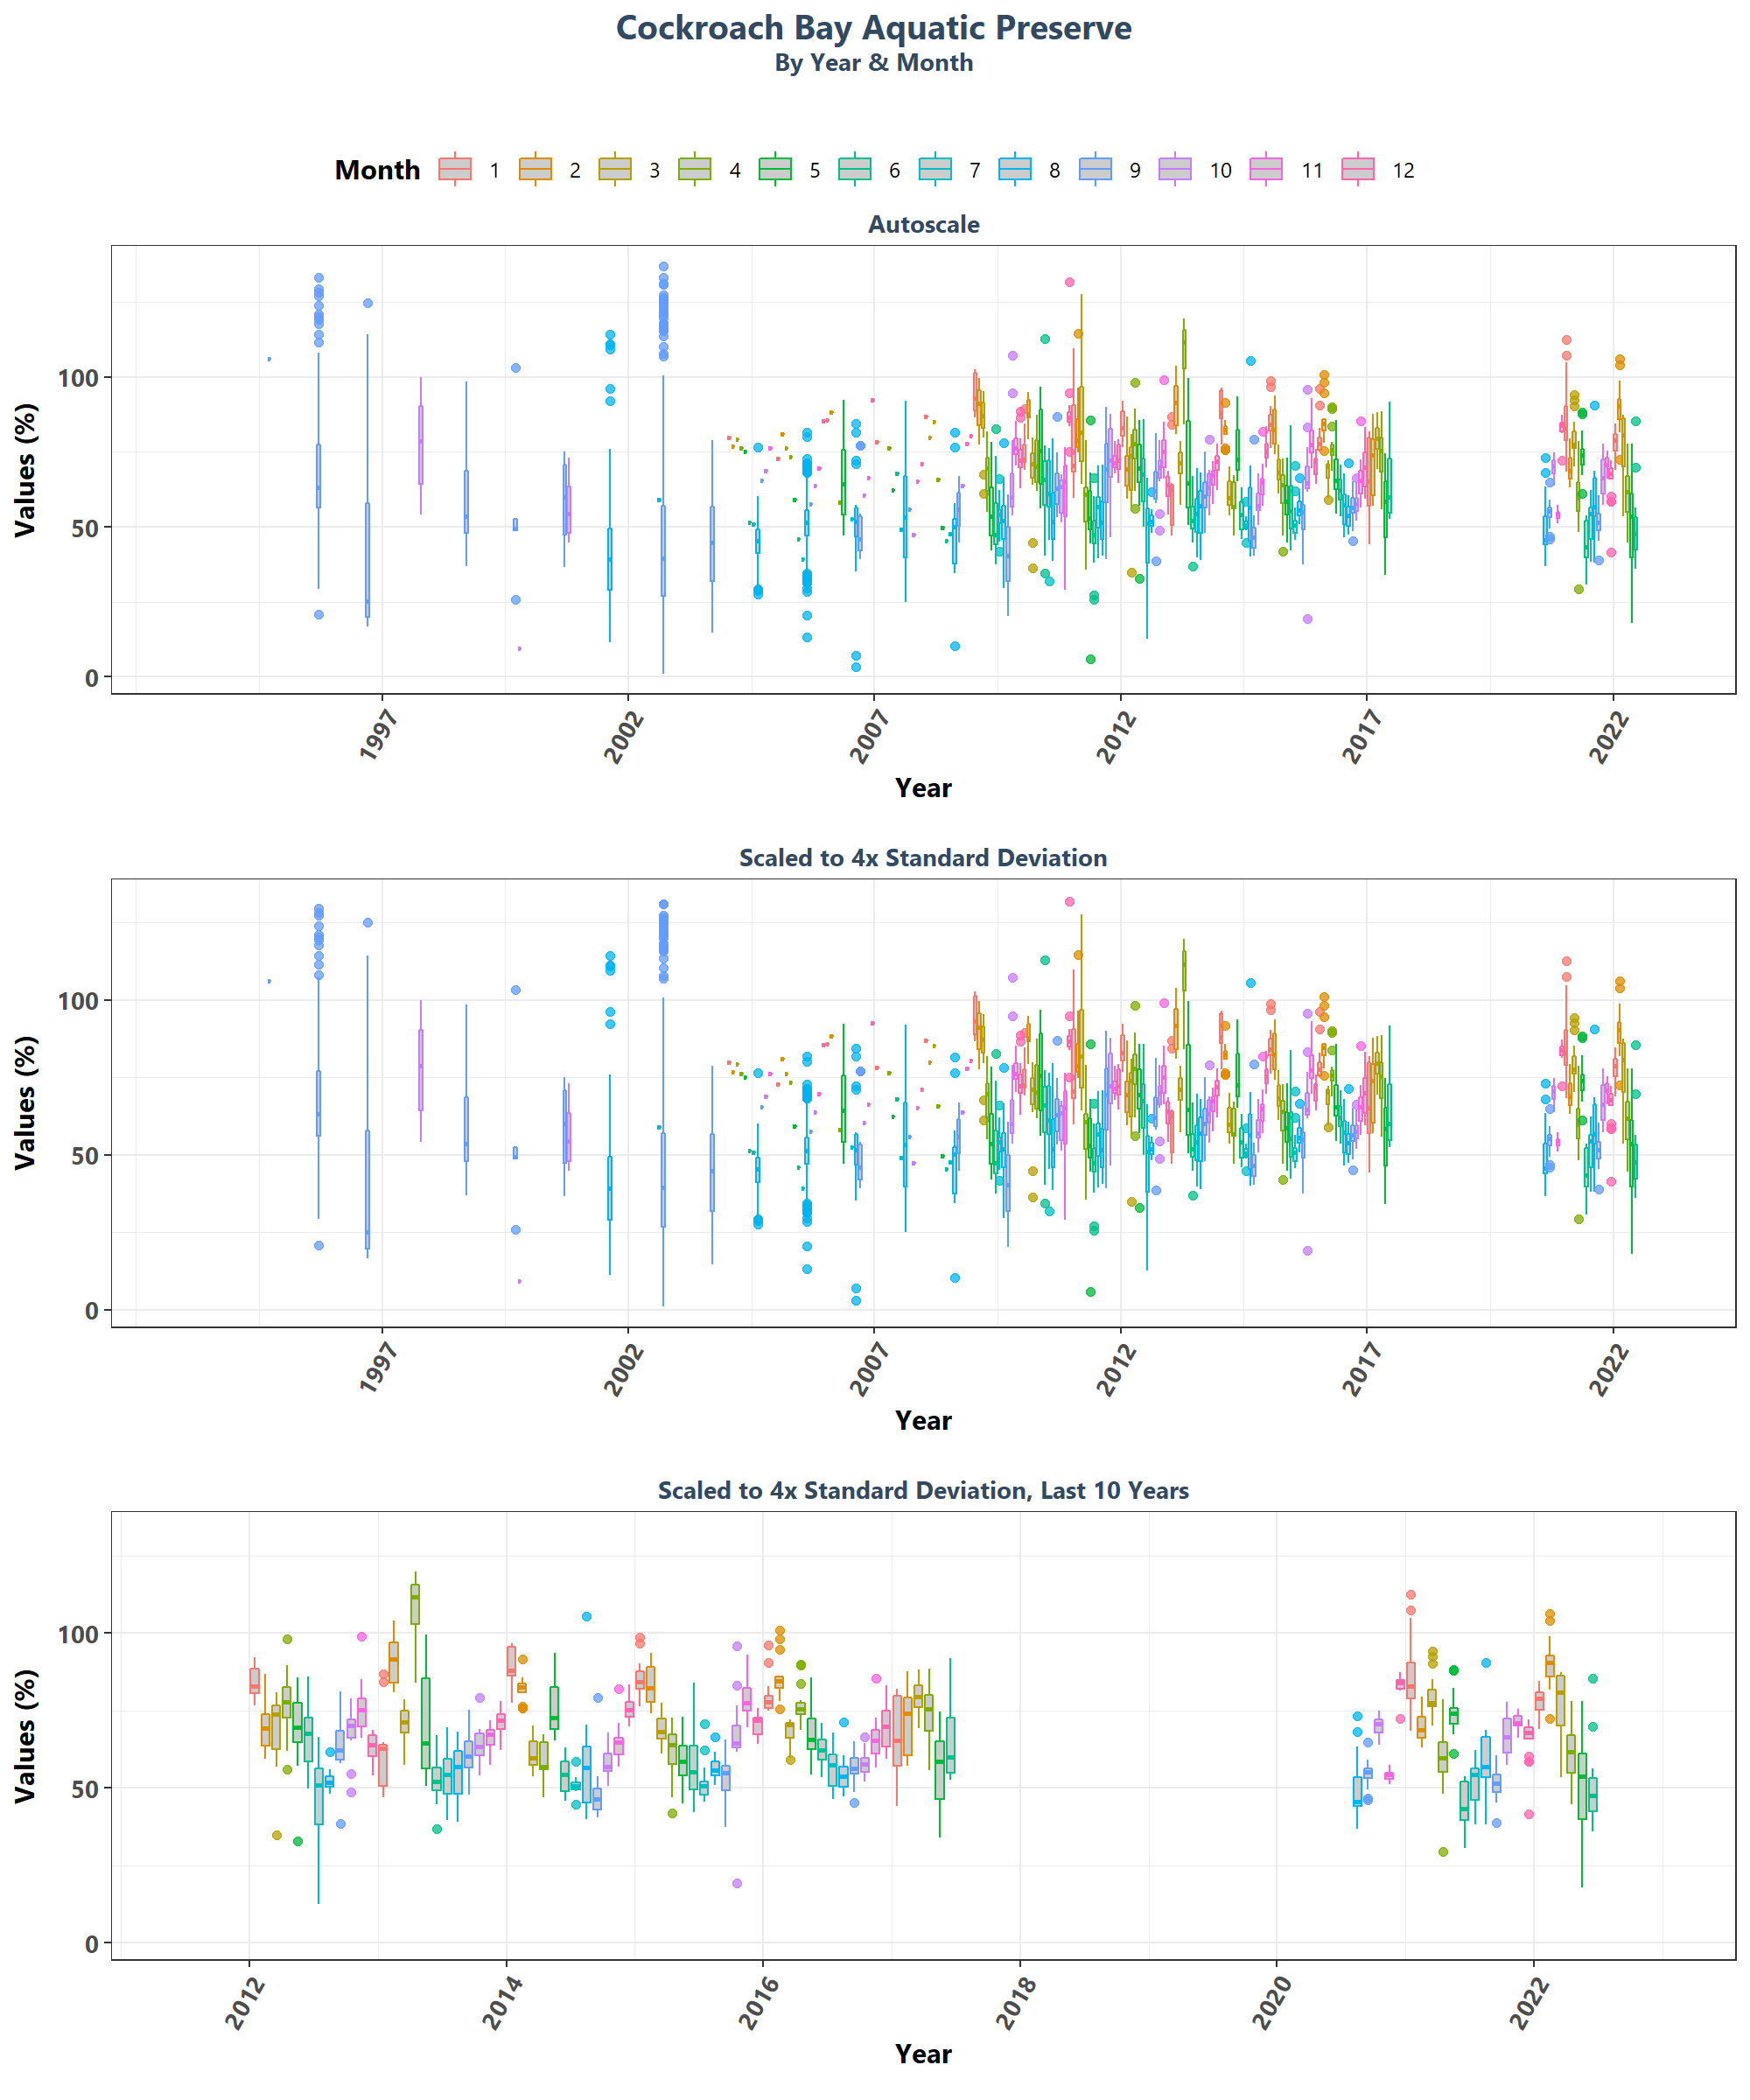 Cockroach Bay Aquatic Preserve
By Year & Month
Month 1 2 3 4 5 6 7 8 9 10 11 12
Autoscale
Values (%)
100
50
0
1997 2002 2007 2012 2017 2022
Year
Scaled to 4x Standard Deviation
Values (%)
100
50
0
1997 2002 2007 2012 2017 2022
Year
Scaled to 4x Standard Deviation, Last 10 Years
Values (%)
100
50
0
2012 2014 2016 2018 2020 2022
Year